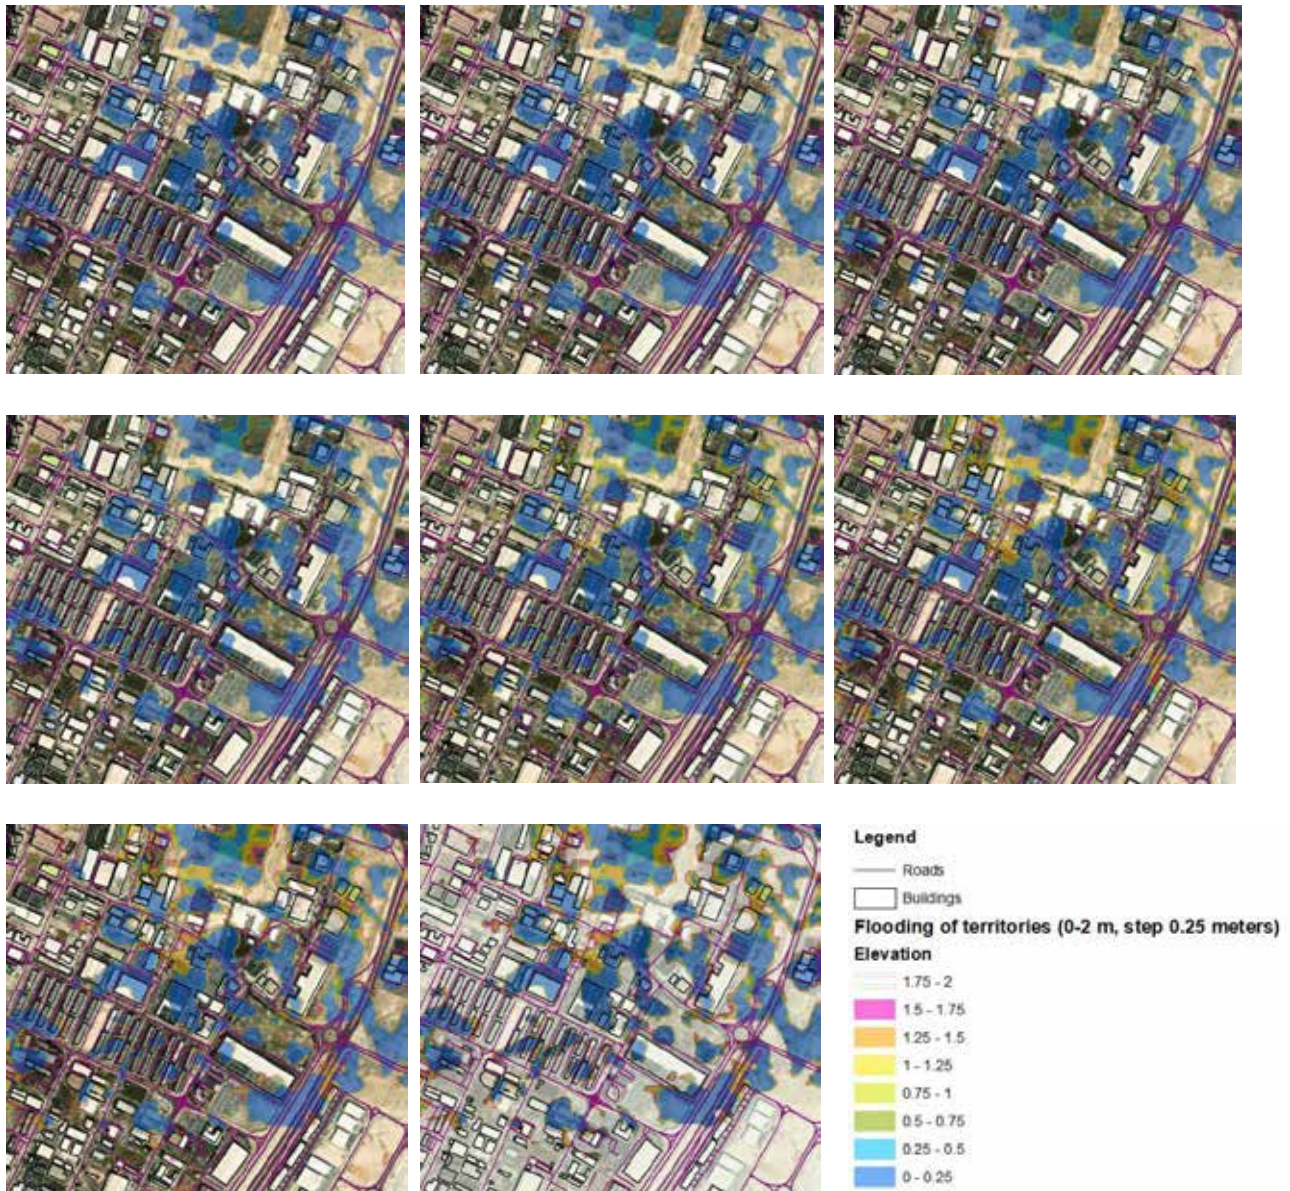 Legend
Roads
Buildings
Flooding of territories (0-2 m, step 0.25 meters)
Elevation
1.75 - 2
1.5 - 1.75
1.25 - 1.5
1 - 1.25
0.75 - 1
0.5 - 0.75
0.25 - 0.5
0 - 0.25